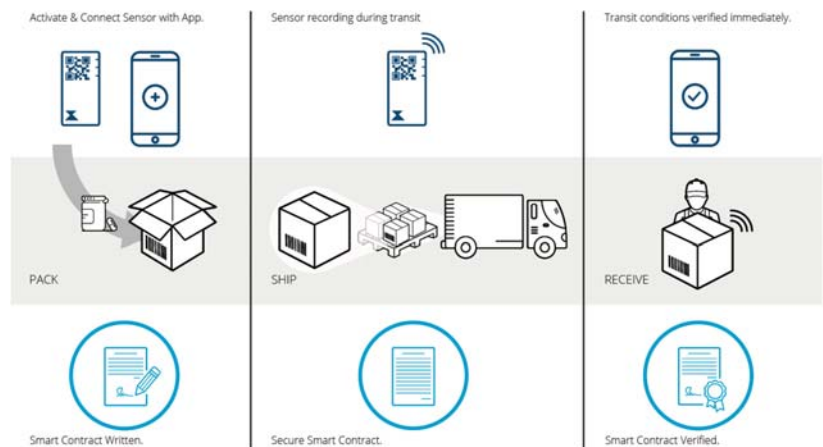 Activate & Connect Sensor with App.
Sensor recording during transit
Transit conditions verified immediately.
PACK
SHIP
RECEIVE
Smart Contract Written.
Secure Smart Contract.
Smart Contract Verified.